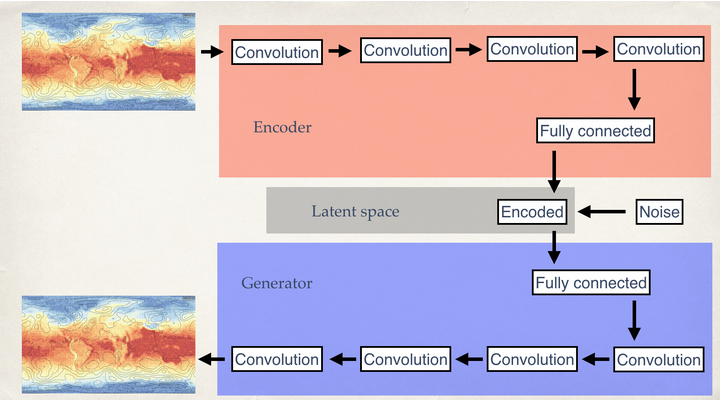 Convolution
Convolution
Convolution
Convolution
Encoder
Fully connected
Latent space
Encoded
Noise
Generator
Fully connected
Convolution
Convolution
Convolution
Convolution